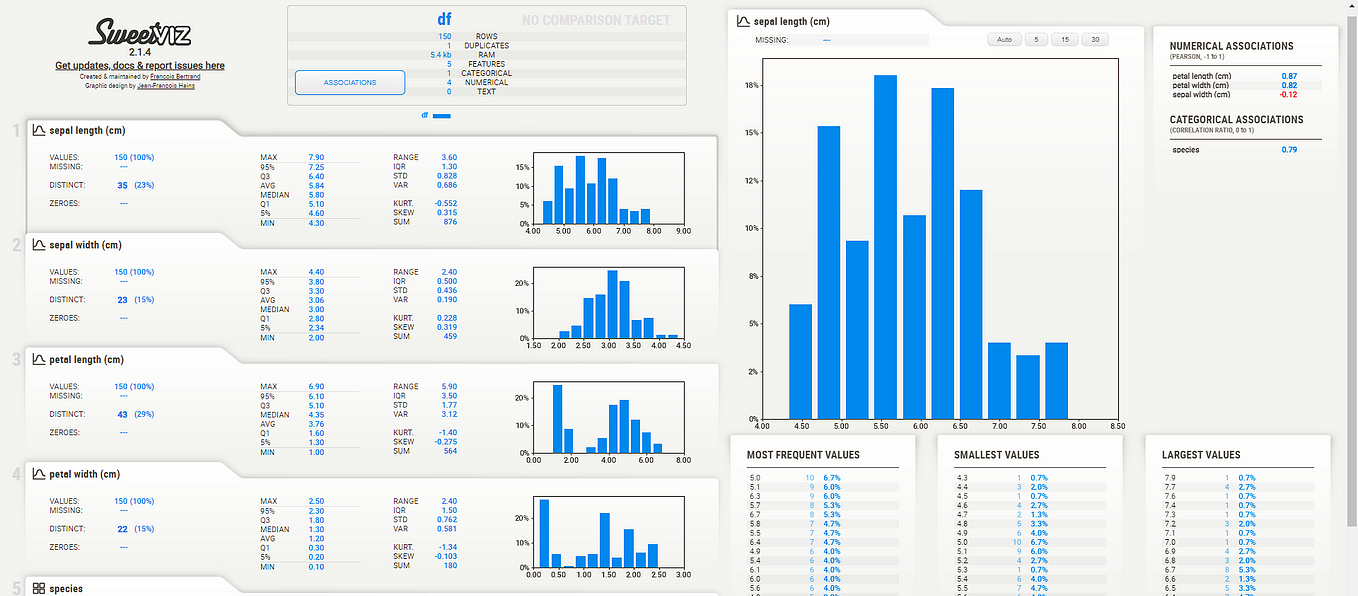 SweetVIZ
2.1.4
Get updates, docs & report issues here
Created & maintained by Francois Bertrand
Graphic design by Jean-Francois Hains
df NO COMPARISON TARGET
150 ROWS
1 DUPLICATES
5.4 kb RAM
5 FEATURES
1 CATEGORICAL
4 NUMERICAL
0 TEXT
ASSOCIATIONS
df
1 sepal length (cm)
VALUES: 150 (100%)
MISSING: ---
DISTINCT: 35 (23%)
ZEROES: ---
MAX 7.90
95% 7.25
Q3 6.40
AVG 5.84
MEDIAN 5.80
Q1 5.10
5% 4.60
MIN 4.30
RANGE 3.60
IQR 1.30
STD 0.828
VAR 0.686
KURT. -0.552
SKEW 0.315
SUM 876
15%
10%
5%
0%
4.00 5.00 6.00 7.00 8.00 9.00
2 sepal width (cm)
VALUES: 150 (100%)
MISSING: ---
DISTINCT: 23 (15%)
ZEROES: ---
MAX 4.40
95% 3.80
Q3 3.30
AVG 3.06
MEDIAN 3.00
Q1 2.80
5% 2.34
MIN 2.00
RANGE 2.40
IQR 0.500
STD 0.436
VAR 0.190
KURT. 0.228
SKEW 0.319
SUM 459
20%
10%
0%
1.50 2.00 2.50 3.00 3.50 4.00 4.50
3 petal length (cm)
VALUES: 150 (100%)
MISSING: ---
DISTINCT: 43 (29%)
ZEROES: ---
MAX 6.90
95% 6.10
Q3 5.10
MEDIAN 4.35
AVG 3.76
Q1 1.60
5% 1.30
MIN 1.00
RANGE 5.90
IQR 3.50
STD 1.77
VAR 3.12
KURT. -1.40
SKEW -0.275
SUM 564
20%
10%
0%
0.00 2.00 4.00 6.00 8.00
4 petal width (cm)
VALUES: 150 (100%)
MISSING: ---
DISTINCT: 22 (15%)
ZEROES: ---
MAX 2.50
95% 2.30
Q3 1.80
MEDIAN 1.30
AVG 1.20
Q1 0.30
5% 0.20
MIN 0.10
RANGE 2.40
IQR 1.50
STD 0.762
VAR 0.581
KURT. -1.34
SKEW -0.103
SUM 180
20%
10%
0%
0.00 0.50 1.00 1.50 2.00 2.50 3.00
5 species
sepal length (cm)
MISSING: ---
Auto 5 15 30
18%
15%
12%
10%
8%
5%
2%
0%
4.00 4.50 5.00 5.50 6.00 6.50 7.00 7.50 8.00 8.50
NUMERICAL ASSOCIATIONS
(PEARSON, -1 to 1)
petal length (cm) 0.87
petal width (cm) 0.82
sepal width (cm) -0.12
CATEGORICAL ASSOCIATIONS
(CORRELATION RATIO, 0 to 1)
species 0.79
MOST FREQUENT VALUES
5.0 10 6.7%
5.1 9 6.0%
6.3 9 6.0%
5.7 8 5.3%
6.7 8 5.3%
5.8 7 4.7%
5.5 7 4.7%
6.4 7 4.7%
4.9 6 4.0%
5.4 6 4.0%
6.1 6 4.0%
6.0 6 4.0%
5.6 6 4.0%
SMALLEST VALUES
4.3 1 0.7%
4.4 3 2.0%
4.5 1 0.7%
4.6 4 2.7%
4.7 2 1.3%
4.8 5 3.3%
4.9 6 4.0%
5.0 10 6.7%
5.1 9 6.0%
5.2 4 2.7%
5.3 1 0.7%
5.4 6 4.0%
5.5 7 4.7%
LARGEST VALUES
7.9 1 0.7%
7.7 4 2.7%
7.6 1 0.7%
7.4 1 0.7%
7.3 1 0.7%
7.2 3 2.0%
7.1 1 0.7%
7.0 1 0.7%
6.9 4 2.7%
6.8 3 2.0%
6.7 8 5.3%
6.6 2 1.3%
6.5 5 3.3%